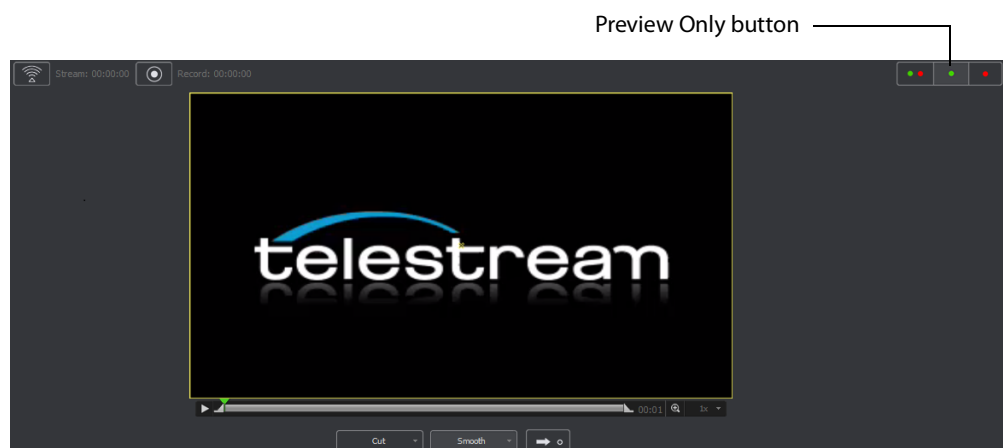 Preview Only button
Stream: 00:00:00 Record: 00:00:00
telestream
00:01 1x
Cut Smooth